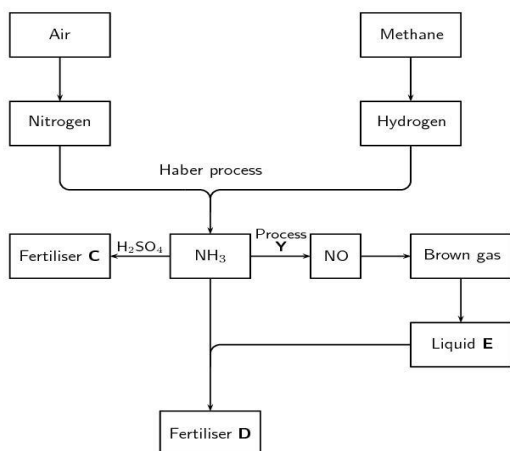 Air
Methane
Nitrogen
Hydrogen
Haber process
Fertiliser C
H₂SO₄
NH₃
Process
Y
NO
Brown gas
Liquid E
Fertiliser D